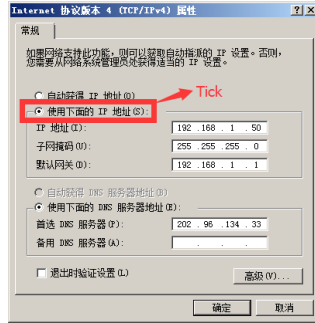 Internet 协议版本 4 (TCP/IPv4) 属性
常规
如果网络支持此功能，则可以获取自动指派的 IP 设置。否则，
您需要从网络系统管理员处获得适当的 IP 设置。
自动获得 IP 地址(O)
Tick
使用下面的 IP 地址(S):
IP 地址(I): 192 .168 . 1 . 50
子网掩码(U): 255 .255 .255 . 0
默认网关(D): 192 .168 . 1 . 1
自动获得 DNS 服务器地址(B)
使用下面的 DNS 服务器地址(E):
首选 DNS 服务器(P): 202 . 96 .134 . 33
备用 DNS 服务器(A): . . .
退出时验证设置(L)
高级(V)...
确定 取消